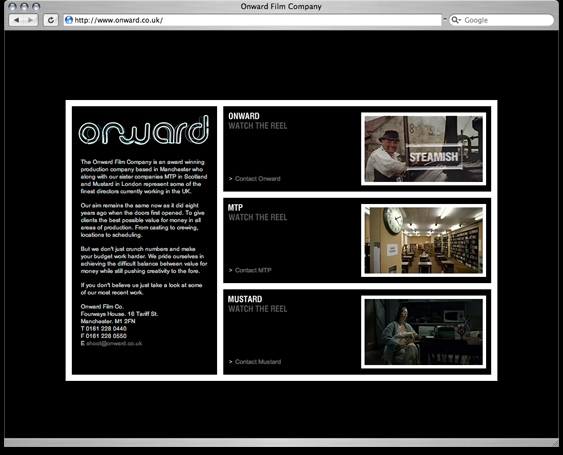 Onward Film Company
http://www.onward.co.uk/
Google
onward
The Onward Film Company is an award winning
production company based in Manchester who
along with our sister companies MTP in Scotland
and Mustard in London represent some of the
finest directors currently working in the UK.
Our aim remains the same now as it did eight
years ago when the doors first opened. To give
clients the best possible value for money in all
areas of production. From casting to crewing,
locations to scheduling.
But we don't just crunch numbers and make
your budget work harder. We pride ourselves in
achieving the difficult balance between value for
money while still pushing creativity to the fore.
If you don't believe us just take a look at some
of our most recent work.
Onward Film Co.
Fourways House. 18 Tariff St.
Manchester. M1 2FN
T 0161 228 0440
F 0161 228 0550
E shoot@onward.co.uk
ONWARD
WATCH THE REEL
> Contact Onward
STEAMISH
MTP
WATCH THE REEL
> Contact MTP
MUSTARD
WATCH THE REEL
> Contact Mustard